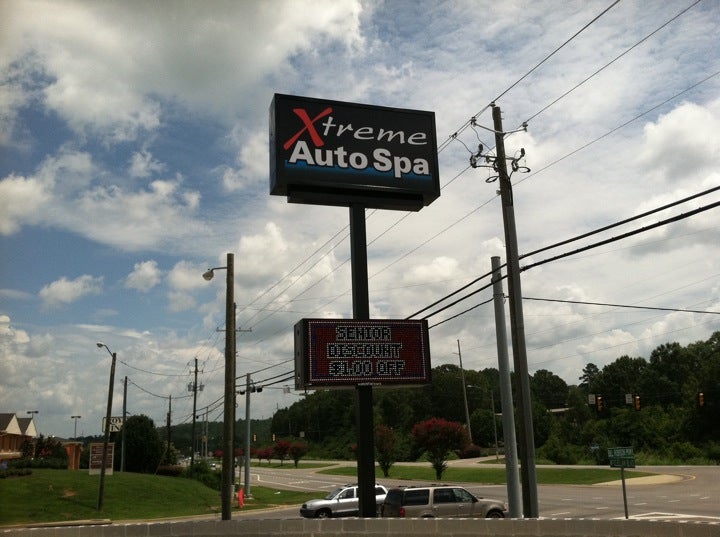 Xtreme
Auto Spa
SENIOR
DISCOUNT
$1.00 OFF